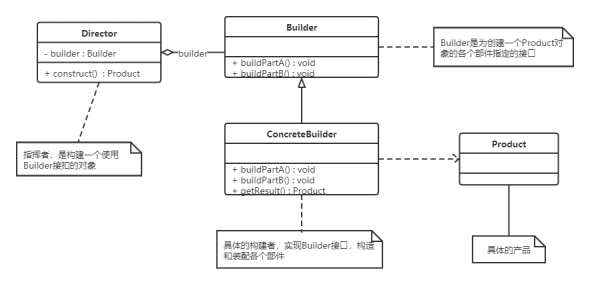 Director
- builder : Builder
+ construct() : Product
builder
Builder
+ buildPartA() : void
+ buildPartB() : void
Builder是为创建一个Product对
象的各个部件指定的接口
指挥者，是构建一个使用
Builder接扣的对象
ConcreteBuilder
+ buildPartA() : void
+ buildPartB() : void
+ getResult() : Product
Product
具体的构建者，实现Builder接口，构造
和装配各个部件
具体的产品